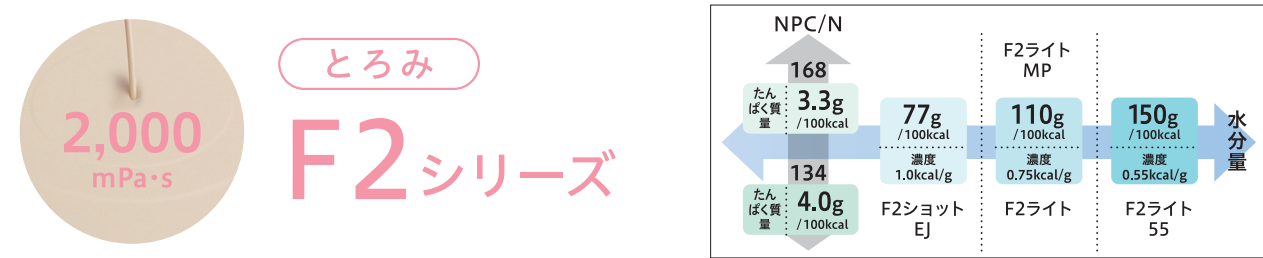 2,000
mPa・s
とろみ
F2シリーズ
NPC/N
168
たん
ぱく質
量
3.3g
/100kcal
134
たん
ぱく質
量
4.0g
/100kcal
77g
/100kcal
濃度
1.0kcal/g
F2ショット
EJ
F2ライト
MP
110g
/100kcal
濃度
0.75kcal/g
F2ライト
150g
/100kcal
濃度
0.55kcal/g
F2ライト
55
水分量